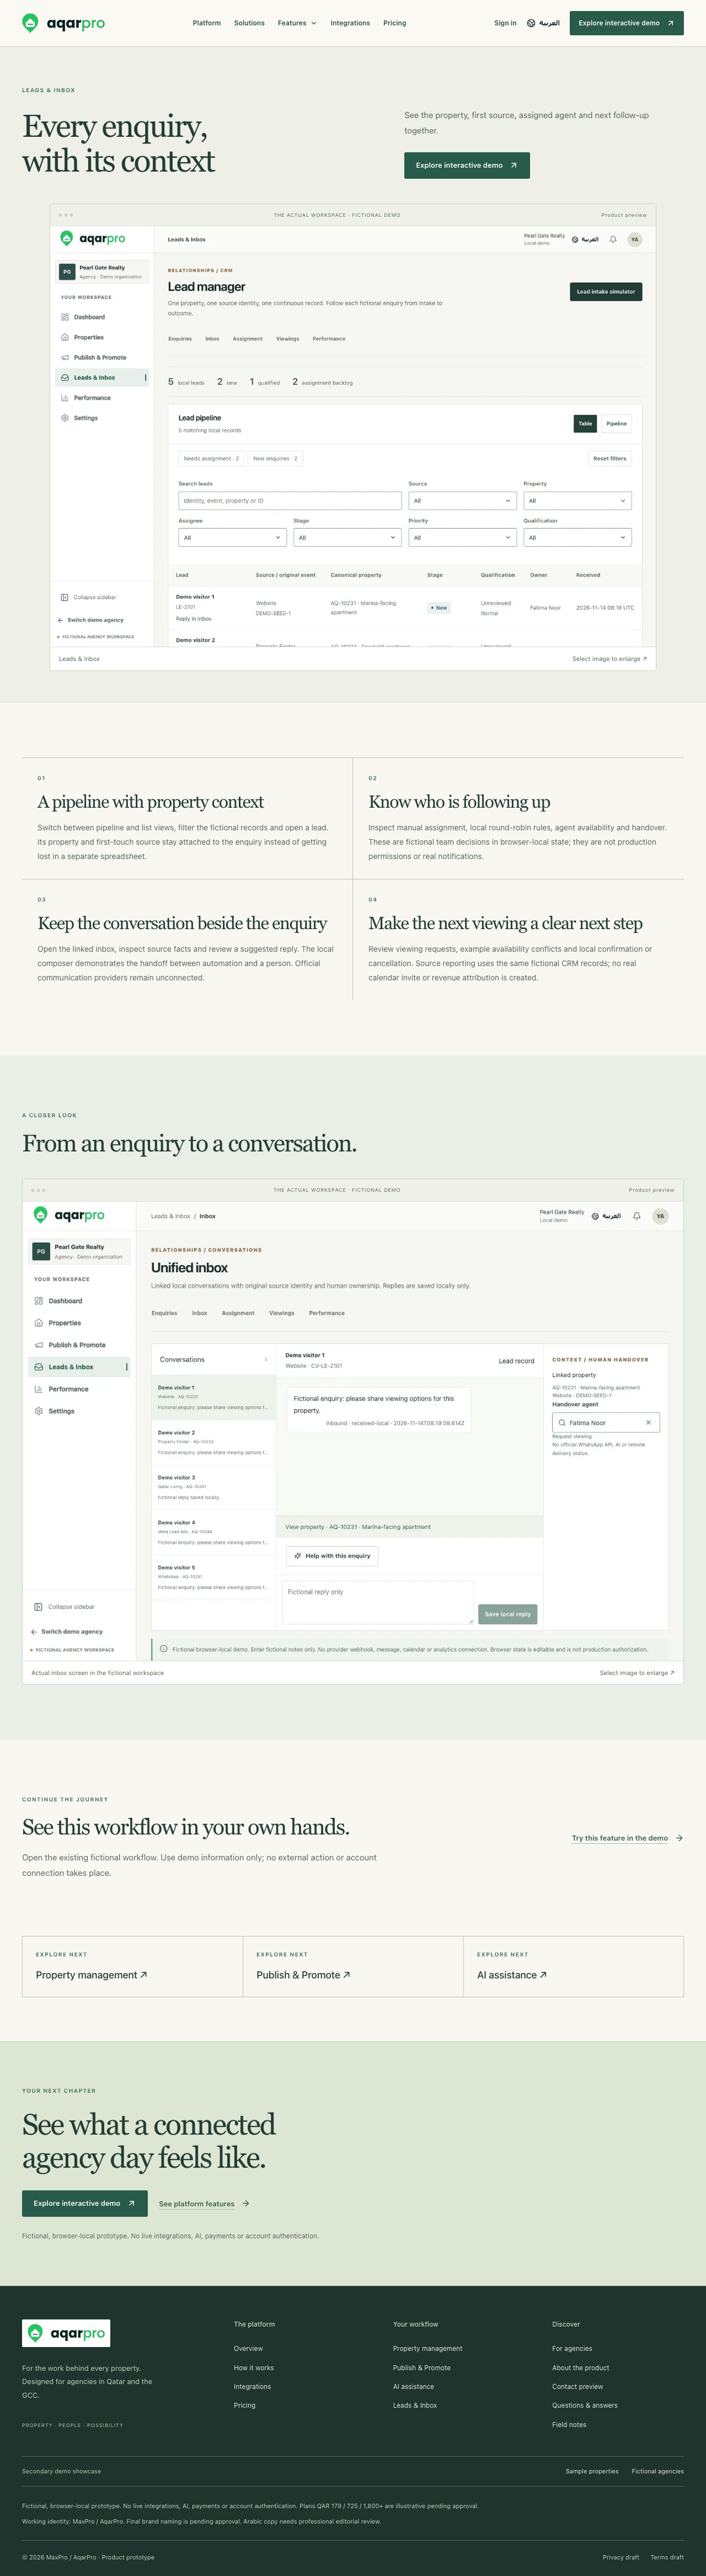 aqarpro
Platform Solutions Features Integrations Pricing
Sign in العربية Explore interactive demo
LEADS & INBOX
Every enquiry,
with its context
See the property, first source, assigned agent and next follow-up
together.
Explore interactive demo
THE ACTUAL WORKSPACE · FICTIONAL DEMO
Product preview
aqarpro
Leads & Inbox
Pearl Gate Realty
Local demo
العربية
YA
PG
Pearl Gate Realty
Agency · Demo organization
YOUR WORKSPACE
Dashboard
Properties
Publish & Promote
Leads & Inbox
Performance
Settings
Collapse sidebar
Switch demo agency
FICTIONAL AGENCY WORKSPACE
RELATIONSHIPS / CRM
Lead manager
One property, one source identity, one continuous record. Follow each fictional enquiry from intake to
outcome.
Lead intake simulator
Enquiries Inbox Assignment Viewings Performance
5 local leads 2 new 1 qualified 2 assignment backlog
Lead pipeline
5 matching local records
Table Pipeline
Needs assignment · 2 New enquiries · 2 Reset filters
Search leads Source Property
Identity, event, property or ID All All
Assignee Stage Priority Qualification
All All All All
Lead Source / original event Canonical property Stage Qualification Owner Received
Demo visitor 1
LE-2101
Reply in Inbox
Website
DEMO-SEED-1
AQ-10231 · Marina-facing
apartment
New
Unreviewed
Normal
Fatima Noor
2026-11-14 08:19 UTC
Demo visitor 2
Leads & Inbox
Select image to enlarge ↗
01
A pipeline with property context
Switch between pipeline and list views, filter the fictional records and open a lead.
Its property and first-touch source stay attached to the enquiry instead of getting
lost in a separate spreadsheet.
02
Know who is following up
Inspect manual assignment, local round-robin rules, agent availability and handover.
These are fictional team decisions in browser-local state; they are not production
permissions or real notifications.
03
Keep the conversation beside the enquiry
Open the linked inbox, inspect source facts and review a suggested reply. The local
composer demonstrates the handoff between automation and a person. Official
communication providers remain unconnected.
04
Make the next viewing a clear next step
Review viewing requests, example availability conflicts and local confirmation or
cancellation. Source reporting uses the same fictional CRM records; no real
calendar invite or revenue attribution is created.
A CLOSER LOOK
From an enquiry to a conversation.
THE ACTUAL WORKSPACE · FICTIONAL DEMO
Product preview
aqarpro
Leads & Inbox / Inbox
Pearl Gate Realty
Local demo
العربية
YA
PG
Pearl Gate Realty
Agency · Demo organization
YOUR WORKSPACE
Dashboard
Properties
Publish & Promote
Leads & Inbox
Performance
Settings
Collapse sidebar
Switch demo agency
FICTIONAL AGENCY WORKSPACE
RELATIONSHIPS / CONVERSATIONS
Unified inbox
Linked local conversations with original source identity and human ownership. Replies are saved locally only.
Enquiries Inbox Assignment Viewings Performance
Conversations
Demo visitor 1
Website · AQ-10231
Fictional enquiry: please share viewing options f...
Demo visitor 2
Property Finder · AQ-10233
Fictional enquiry: please share viewing options f...
Demo visitor 3
Qatar Living · AQ-10241
Fictional reply saved locally.
Demo visitor 4
Meta Lead Ads · AQ-10244
Fictional enquiry: please share viewing options f...
Demo visitor 5
WhatsApp · AQ-10251
Fictional enquiry: please share viewing options f...
Demo visitor 1
Website · CV-LE-2101
Lead record
Fictional enquiry: please share viewing options for this
property.
inbound · received-local · 2026-11-14T08:19:08.614Z
View property · AQ-10231 · Marina-facing apartment
Help with this enquiry
Fictional reply only
Save local reply
CONTEXT / HUMAN HANDOVER
Linked property
AQ-10231 · Marina-facing apartment
Website · DEMO-SEED-1
Handover agent
Fatima Noor
Request viewing
No official WhatsApp API, AI or remote
delivery status.
Fictional browser-local demo. Enter fictional notes only. No provider webhook, message, calendar or analytics connection. Browser state is editable and is not production authorization.
Actual inbox screen in the fictional workspace
Select image to enlarge ↗
CONTINUE THE JOURNEY
See this workflow in your own hands.
Open the existing fictional workflow. Use demo information only; no external action or account
connection takes place.
Try this feature in the demo
EXPLORE NEXT
Property management ↗
EXPLORE NEXT
Publish & Promote ↗
EXPLORE NEXT
AI assistance ↗
YOUR NEXT CHAPTER
See what a connected
agency day feels like.
Explore interactive demo
See platform features
Fictional, browser-local prototype. No live integrations, AI, payments or account authentication.
aqarpro
For the work behind every property.
Designed for agencies in Qatar and the
GCC.
PROPERTY · PEOPLE · POSSIBILITY
The platform
Overview
How it works
Integrations
Pricing
Your workflow
Property management
Publish & Promote
AI assistance
Leads & Inbox
Discover
For agencies
About the product
Contact preview
Questions & answers
Field notes
Secondary demo showcase
Sample properties Fictional agencies
Fictional, browser-local prototype. No live integrations, AI, payments or account authentication. Plans QAR 179 / 725 / 1,800+ are illustrative pending approval.
Working identity: MaxPro / AqarPro. Final brand naming is pending approval. Arabic copy needs professional editorial review.
© 2026 MaxPro / AqarPro · Product prototype
Privacy draft Terms draft